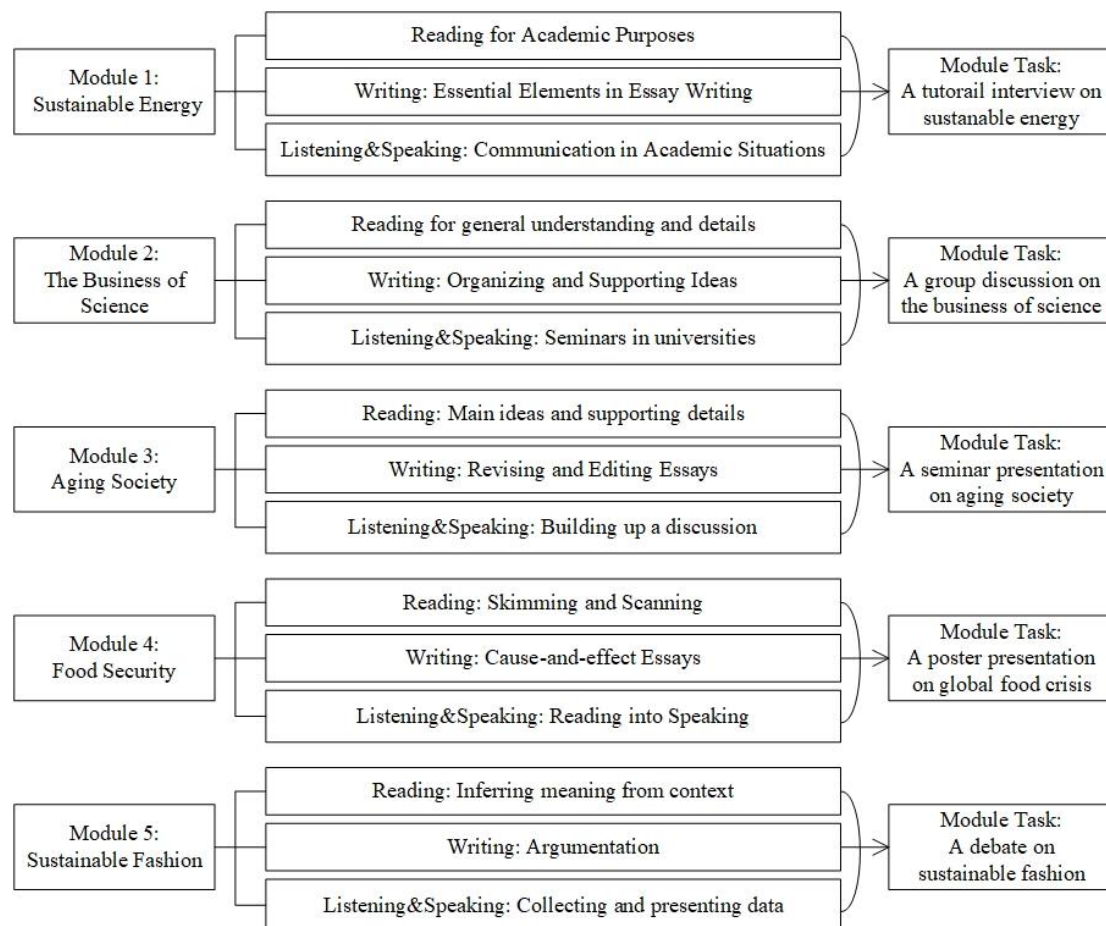 Module 1:
Sustainable Energy
Reading for Academic Purposes
Writing: Essential Elements in Essay Writing
Listening&Speaking: Communication in Academic Situations
Module Task:
A tutorail interview on
sustanable energy
Module 2:
The Business of
Science
Reading for general understanding and details
Writing: Organizing and Supporting Ideas
Listening&Speaking: Seminars in universities
Module Task:
A group discussion on
the business of science
Module 3:
Aging Society
Reading: Main ideas and supporting details
Writing: Revising and Editing Essays
Listening&Speaking: Building up a discussion
Module Task:
A seminar presentation
on aging society
Module 4:
Food Security
Reading: Skimming and Scanning
Writing: Cause-and-effect Essays
Listening&Speaking: Reading into Speaking
Module Task:
A poster presentation
on global food crisis
Module 5:
Sustainable Fashion
Reading: Inferring meaning from context
Writing: Argumentation
Listening&Speaking: Collecting and presenting data
Module Task:
A debate on
sustainable fashion